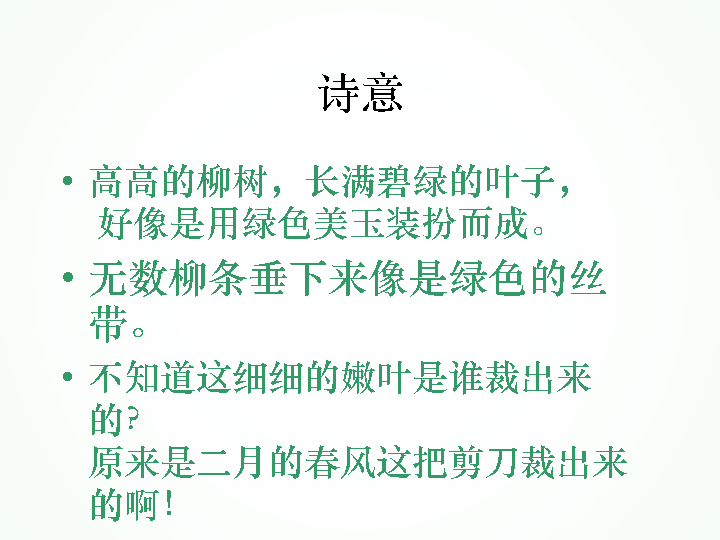 诗意
• 高高的柳树，长满碧绿的叶子，
好像是用绿色美玉装扮而成。
• 无数柳条垂下来像是绿色的丝
带。
• 不知道这细细的嫩叶是谁裁出来
的?
原来是二月的春风这把剪刀裁出来
的啊!